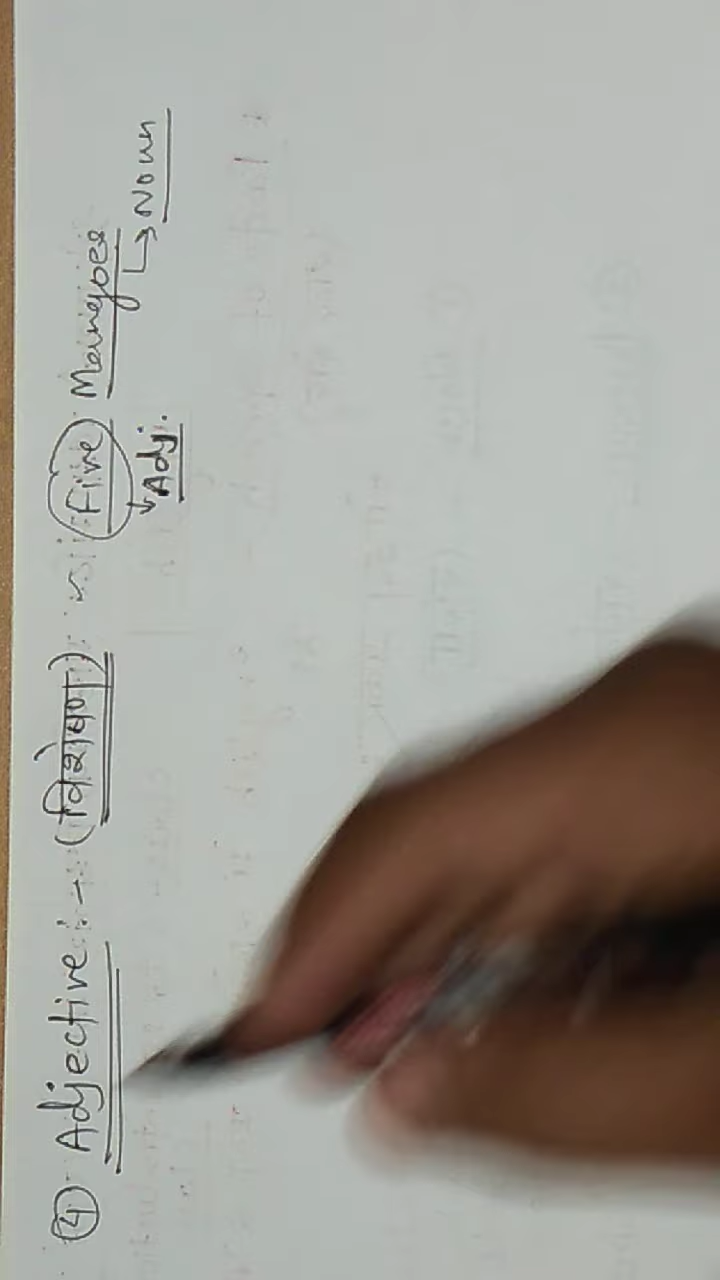 (4) Adjective :- (विशेषण) Five Mangoes
Adj. Noun